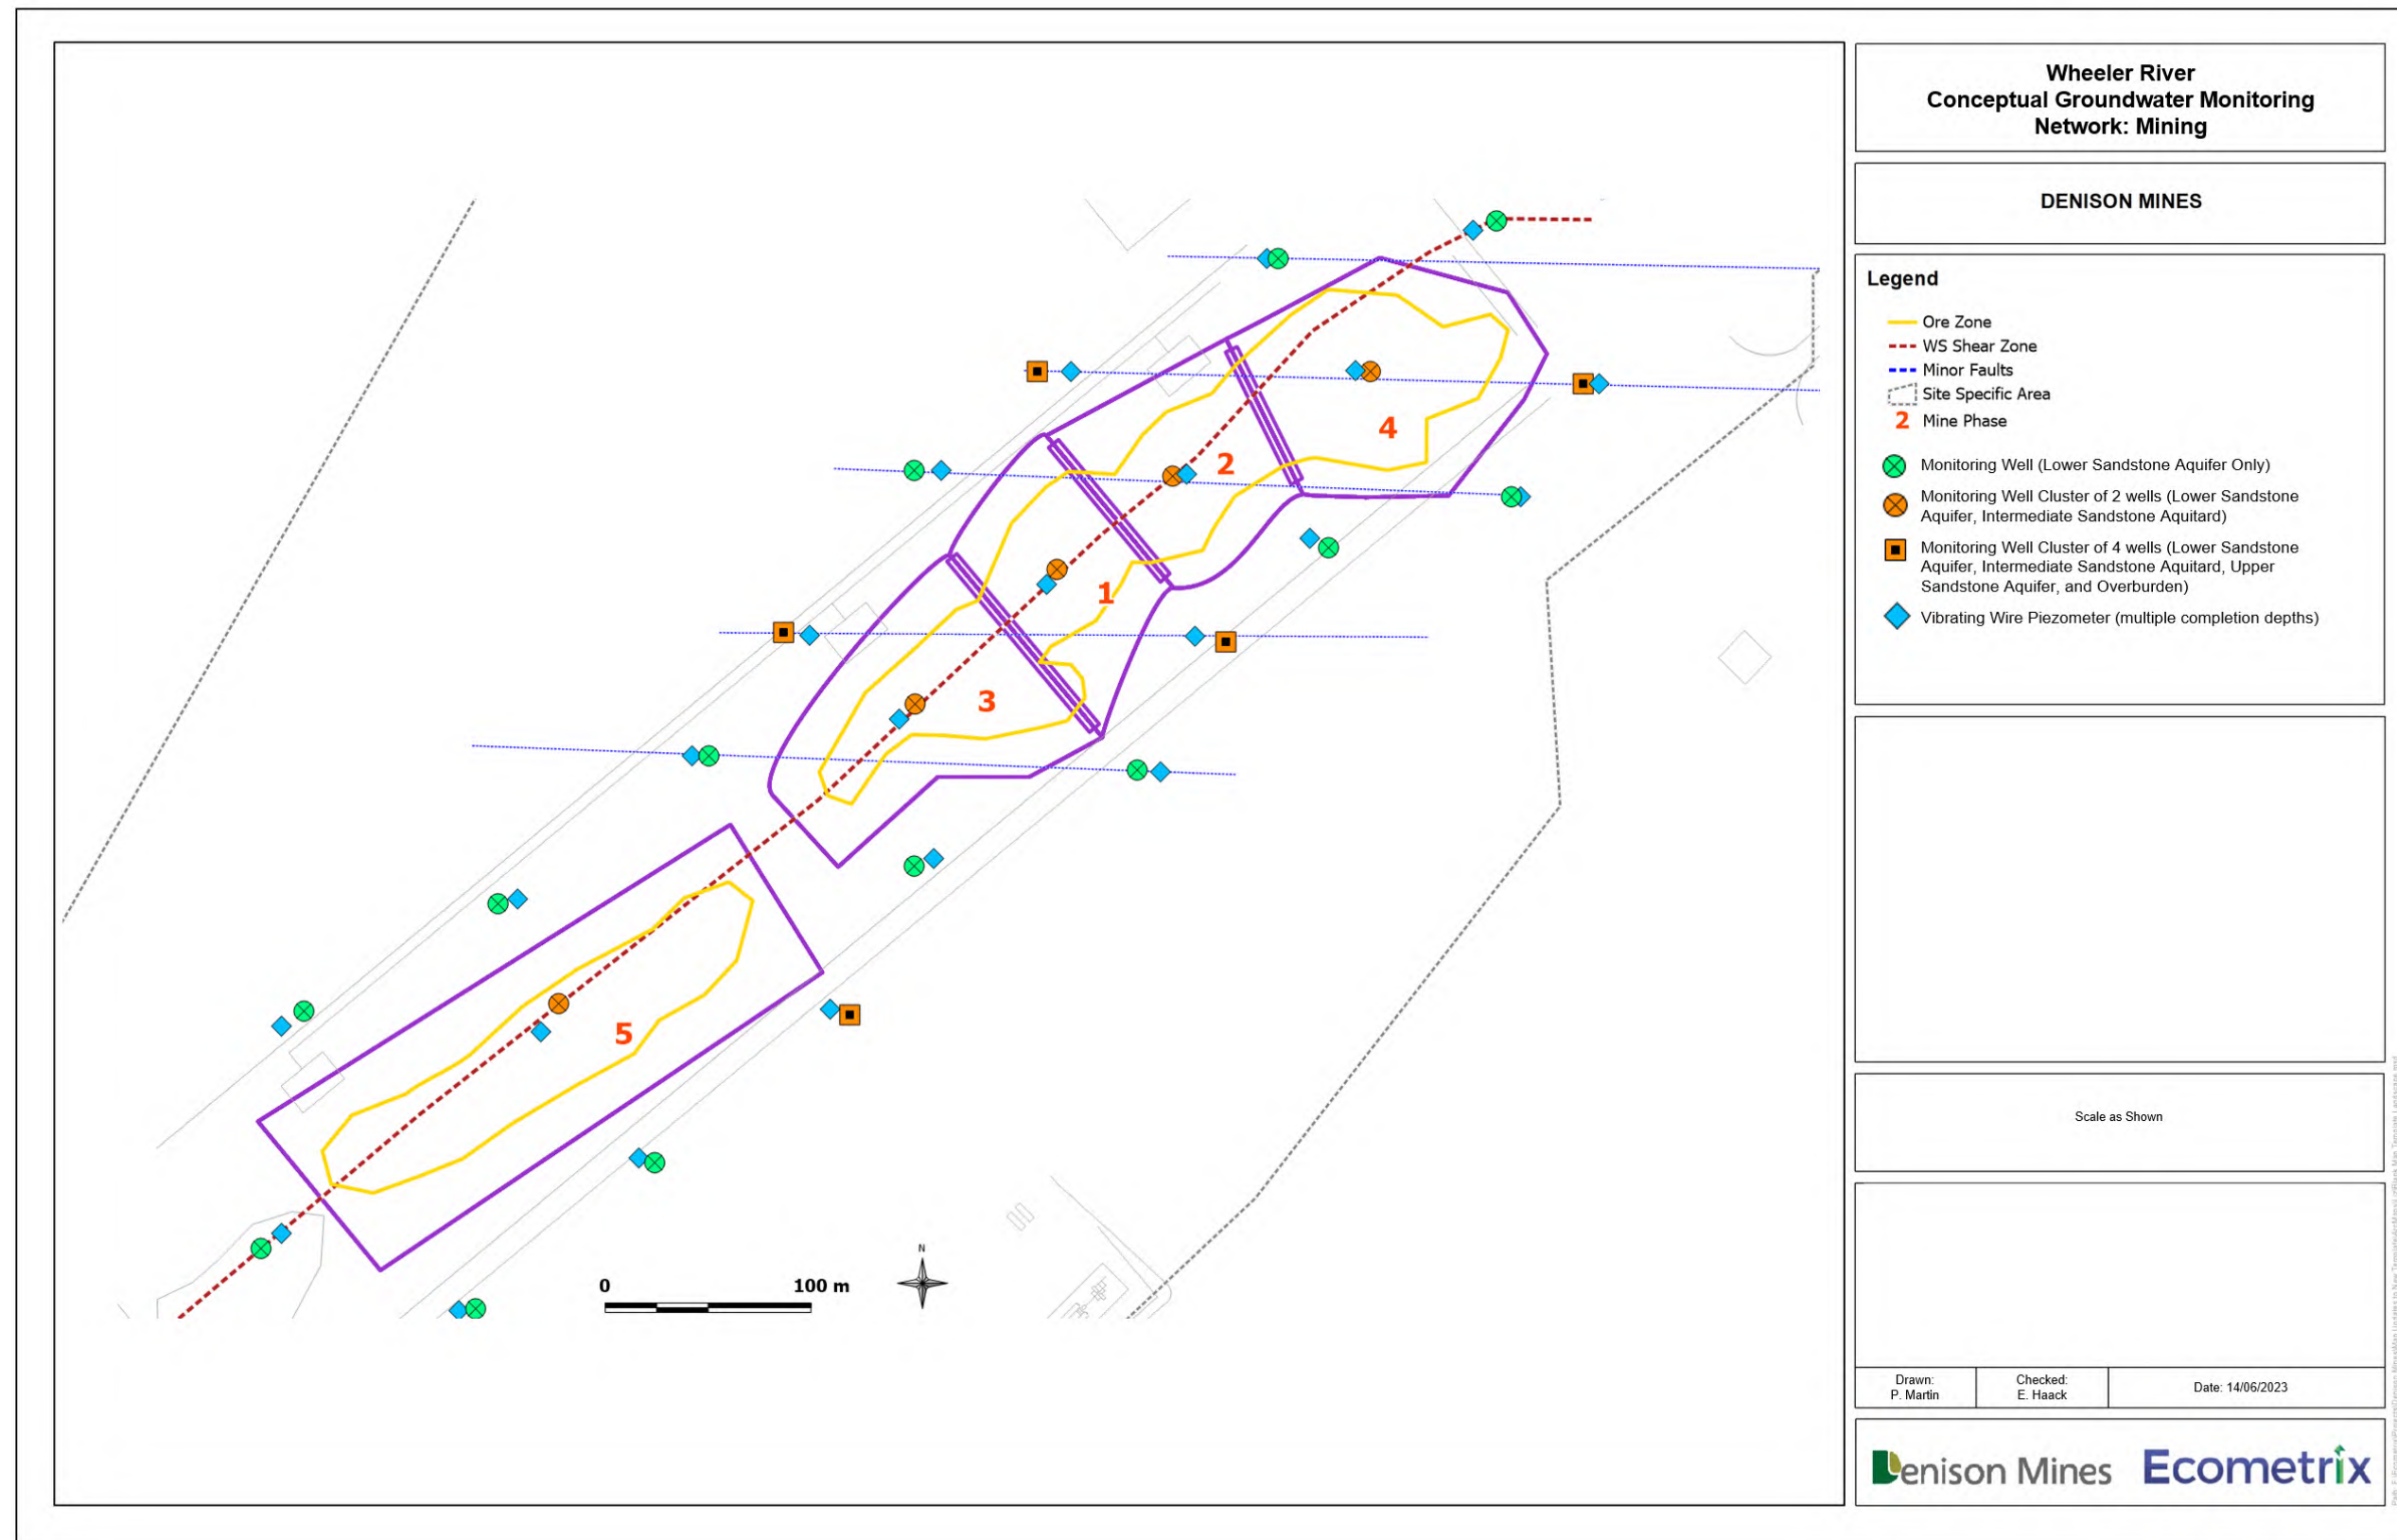 Wheeler River
Conceptual Groundwater Monitoring
Network: Mining
DENISON MINES
Legend
Ore Zone
WS Shear Zone
Minor Faults
Site Specific Area
2 Mine Phase
Monitoring Well (Lower Sandstone Aquifer Only)
Monitoring Well Cluster of 2 wells (Lower Sandstone
Aquifer, Intermediate Sandstone Aquitard)
Monitoring Well Cluster of 4 wells (Lower Sandstone
Aquifer, Intermediate Sandstone Aquitard, Upper
Sandstone Aquifer, and Overburden)
Vibrating Wire Piezometer (multiple completion depths)
4
2
1
3
5
0 100 m
N
Scale as Shown
Drawn:
P. Martin
Checked:
E. Haack
Date: 14/06/2023
Denison Mines
Ecometrix